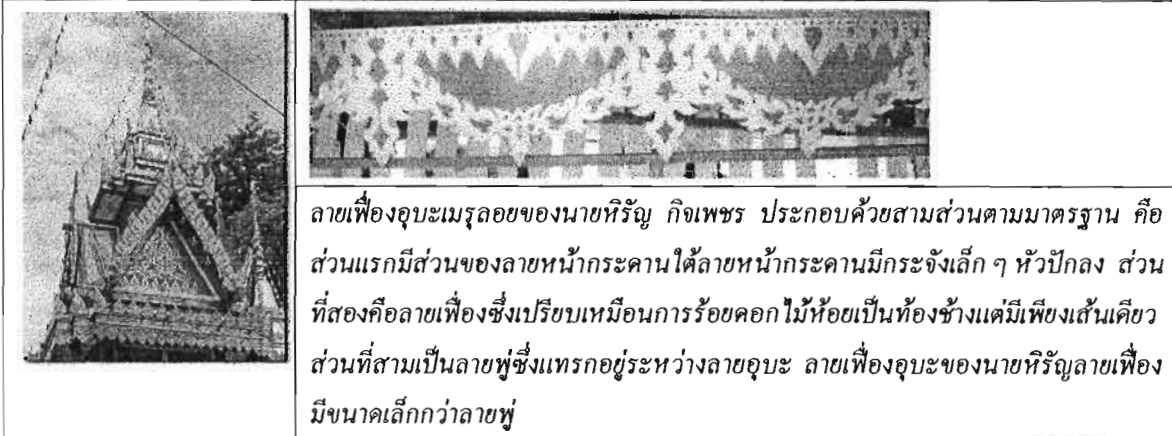 ลายเฟื่องอุบะเมรุลอยของนายหิรัญ กิจเพชร ประกอบด้วยสามส่วนตามมาตรฐาน คือ
ส่วนแรกมีส่วนของลายหน้ากระดานใต้ลายหน้ากระดานมีกระจังเล็ก ๆ หัวปักลง ส่วน
ที่สองคือลายเฟื่องซึ่งเปรียบเหมือนการร้อยดอกไม้ห้อยเป็นท้องช้างแต่มีเพียงเส้นเดียว
ส่วนที่สามเป็นลายพู่ซึ่งแทรกอยู่ระหว่างลายอุบะ ลายเฟื่องอุบะของนายหิรัญลายเฟื่อง
มีขนาดเล็กกว่าลายพู่